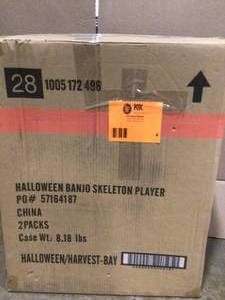 28 1005 172 496
HALLOWEEN BANJO SKELETON PLAYER
PO# 57164187
CHINA
2PACKS
Case Wt: 8.18 lbs
HALLOWEEN/HARVEST-BAY